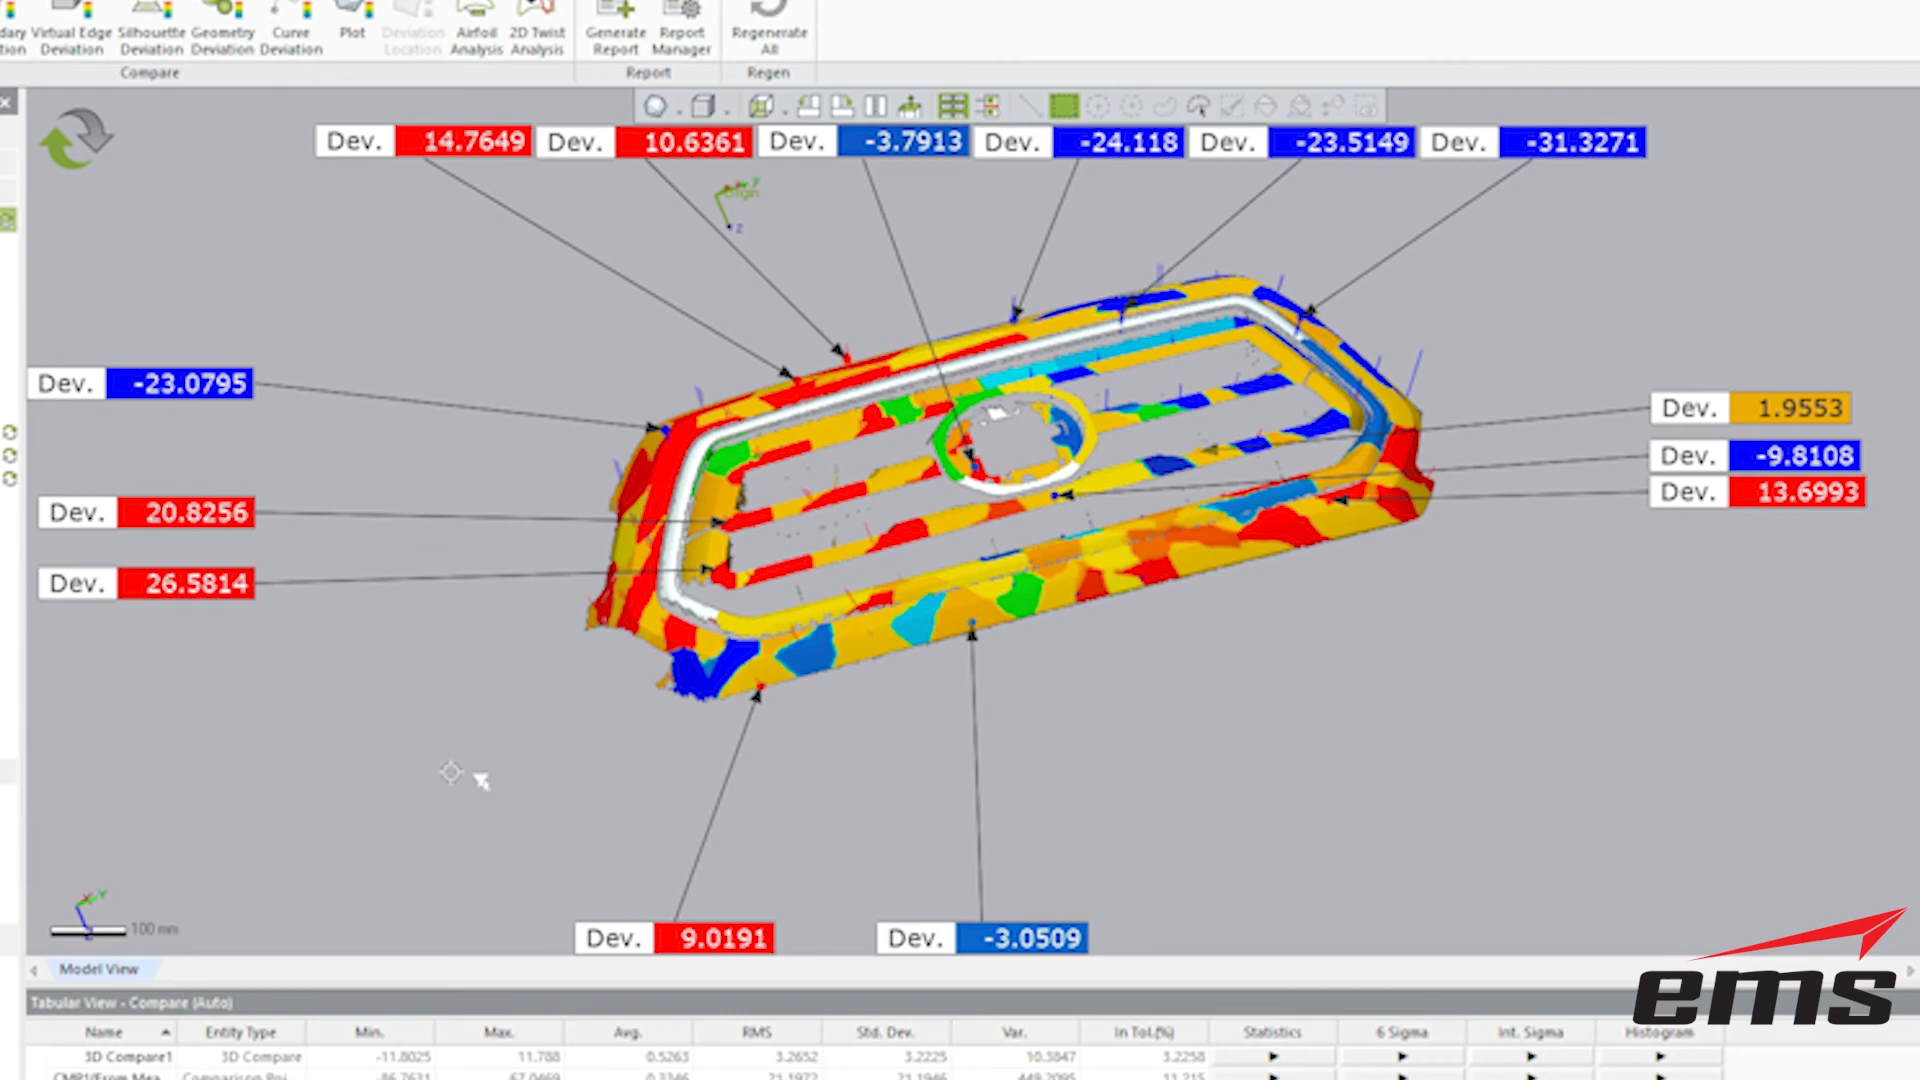 Virtual Edge Silhouette Geometry Curve Plot Deviation Airfoil 2D Twist Generate Report Regenerate
Deviation Deviation Deviation Deviation Location Analysis Analysis Report Manager All
Compare Report Regen
Dev. 14.7649 Dev. 10.6361 Dev. -3.7913 Dev. -24.118 Dev. -23.5149 Dev. -31.3271
Dev. -23.0795
Dev. 1.9553
Dev. -9.8108
Dev. 13.6993
Dev. 20.8256
Dev. 26.5814
Dev. 9.0191 Dev. -3.0509
100 mm
Model View
ems
Tabular View - Compare (Auto)
Name Entity Type Min. Max. Avg. RMS Std. Dev. Var. In Tol.(%) Statistics 6 Sigma Int. Sigma Histogram
3D Compare1 3D Compare -11.8025 11.788 0.5263 3.2652 3.2225 10.3847 3.2258